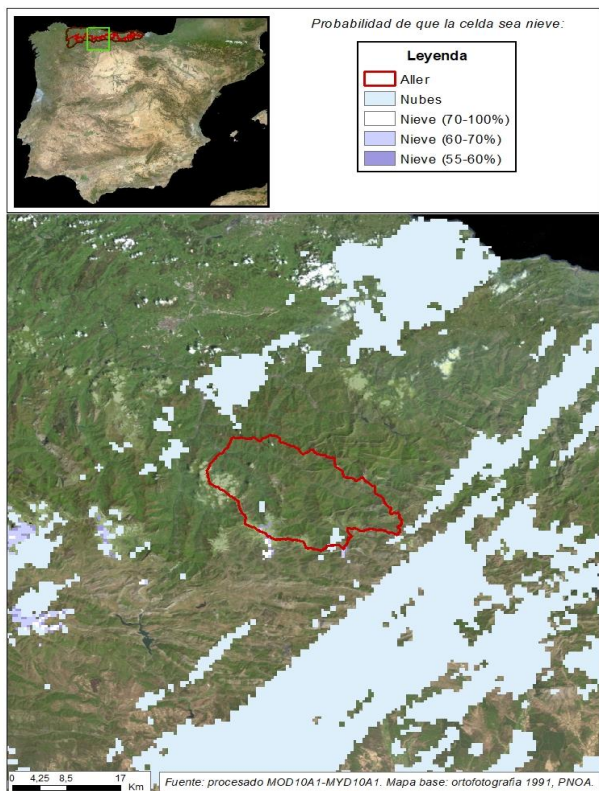 Probabilidad de que la celda sea nieve:
Leyenda
Aller
Nubes
Nieve (70-100%)
Nieve (60-70%)
Nieve (55-60%)
0 4,25 8,5 17
Km
Fuente: procesado MOD10A1-MYD10A1. Mapa base: ortofotografía 1991, PNOA.